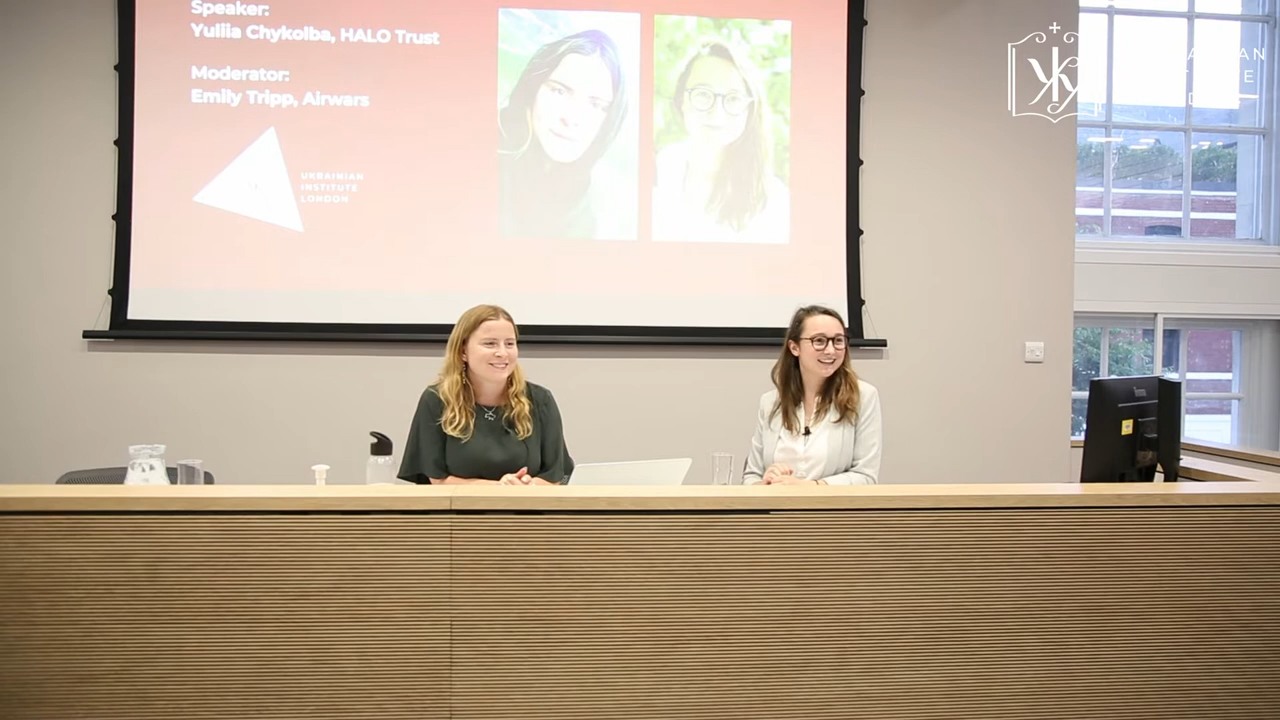 Speaker:
Yuliia Chykolba, HALO Trust
Moderator:
Emily Tripp, Airwars
UKRAINIAN
INSTITUTE
LONDON